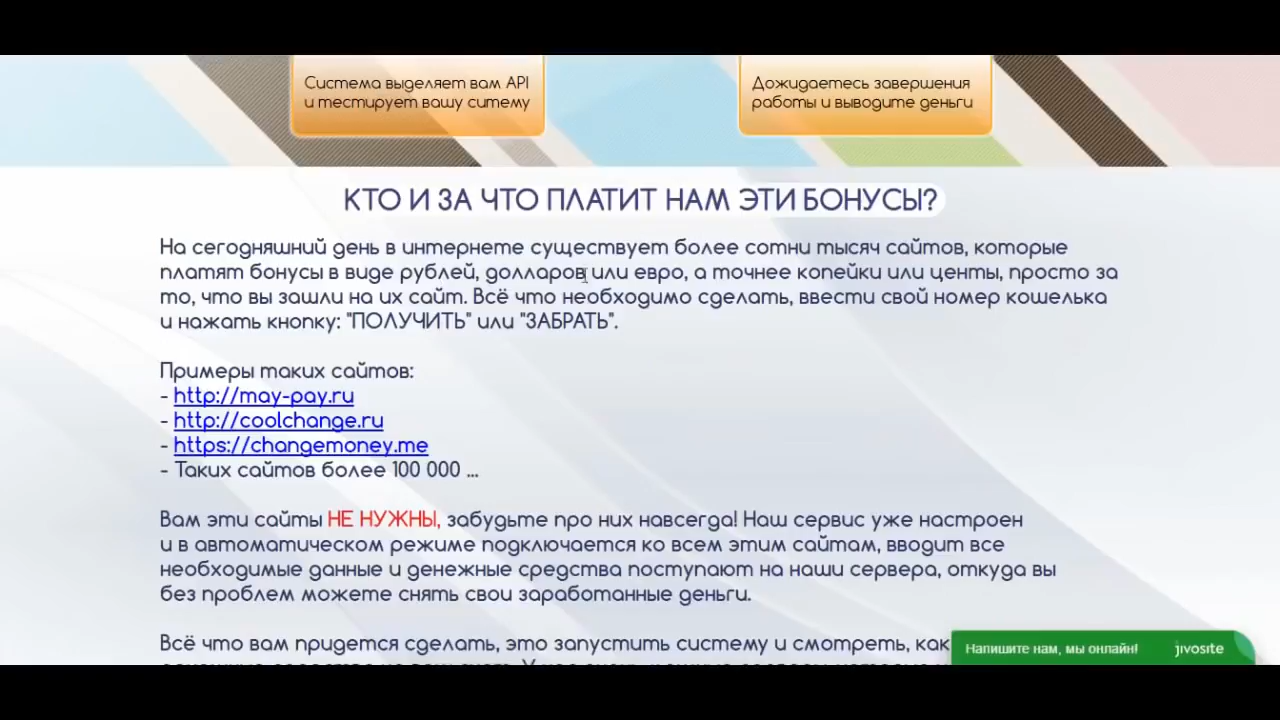 Система выделяет вам API
и тестирует вашу ситему
Дожидаетесь завершения
работы и выводите деньги
КТО И ЗА ЧТО ПЛАТИТ НАМ ЭТИ БОНУСЫ?
На сегодняшний день в интернете существует более сотни тысяч сайтов, которые
платят бонусы в виде рублей, долларов или евро, а точнее копейки или центы, просто за
то, что вы зашли на их сайт. Всё что необходимо сделать, ввести свой номер кошелька
и нажать кнопку: "ПОЛУЧИТЬ" или "ЗАБРАТЬ".
Примеры таких сайтов:
- http://may-pay.ru
- http://coolchange.ru
- https://changemoney.me
- Таких сайтов более 100 000 ...
Вам эти сайты НЕ НУЖНЫ, забудьте про них навсегда! Наш сервис уже настроен
и в автоматическом режиме подключается ко всем этим сайтам, вводит все
необходимые данные и денежные средства поступают на наши сервера, откуда вы
без проблем можете снять свои заработанные деньги.
Всё что вам придется сделать, это запустить систему и смотреть, как
Напишите нам, мы онлайн! jivosite